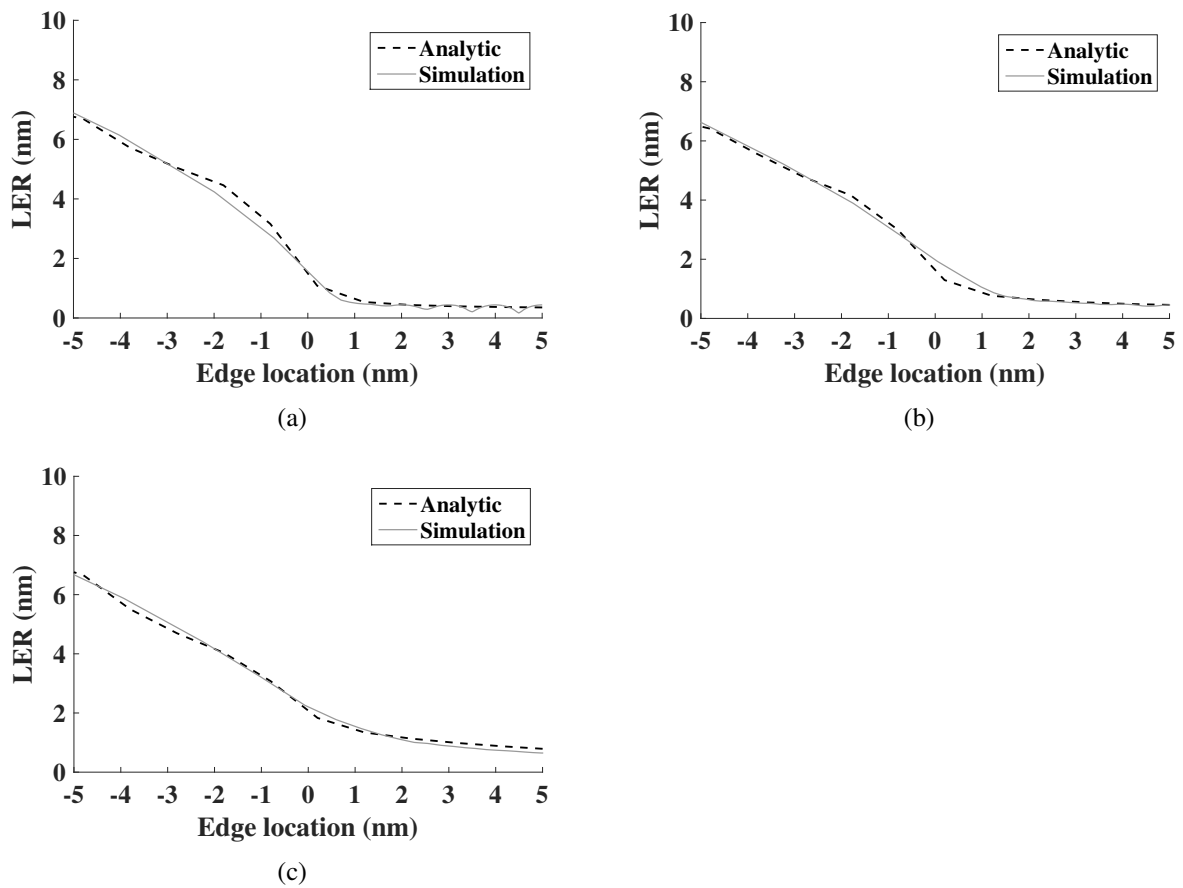 10
8
6
4
2
0
LER (nm)
Analytic
Simulation
-5 -4 -3 -2 -1 0 1 2 3 4 5
Edge location (nm)
(a)
10
8
6
4
2
0
LER (nm)
Analytic
Simulation
-5 -4 -3 -2 -1 0 1 2 3 4 5
Edge location (nm)
(b)
10
8
6
4
2
0
LER (nm)
Analytic
Simulation
-5 -4 -3 -2 -1 0 1 2 3 4 5
Edge location (nm)
(c)